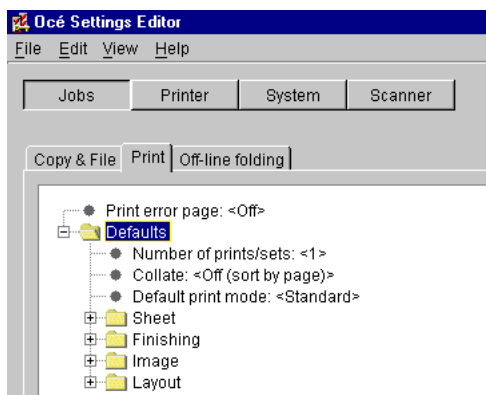 Océ Settings Editor
File Edit View Help
Jobs Printer System Scanner
Copy & File Print Off-line folding
Print error page: <Off>
Defaults
Number of prints/sets: <1>
Collate: <Off (sort by page)>
Default print mode: <Standard>
Sheet
Finishing
Image
Layout